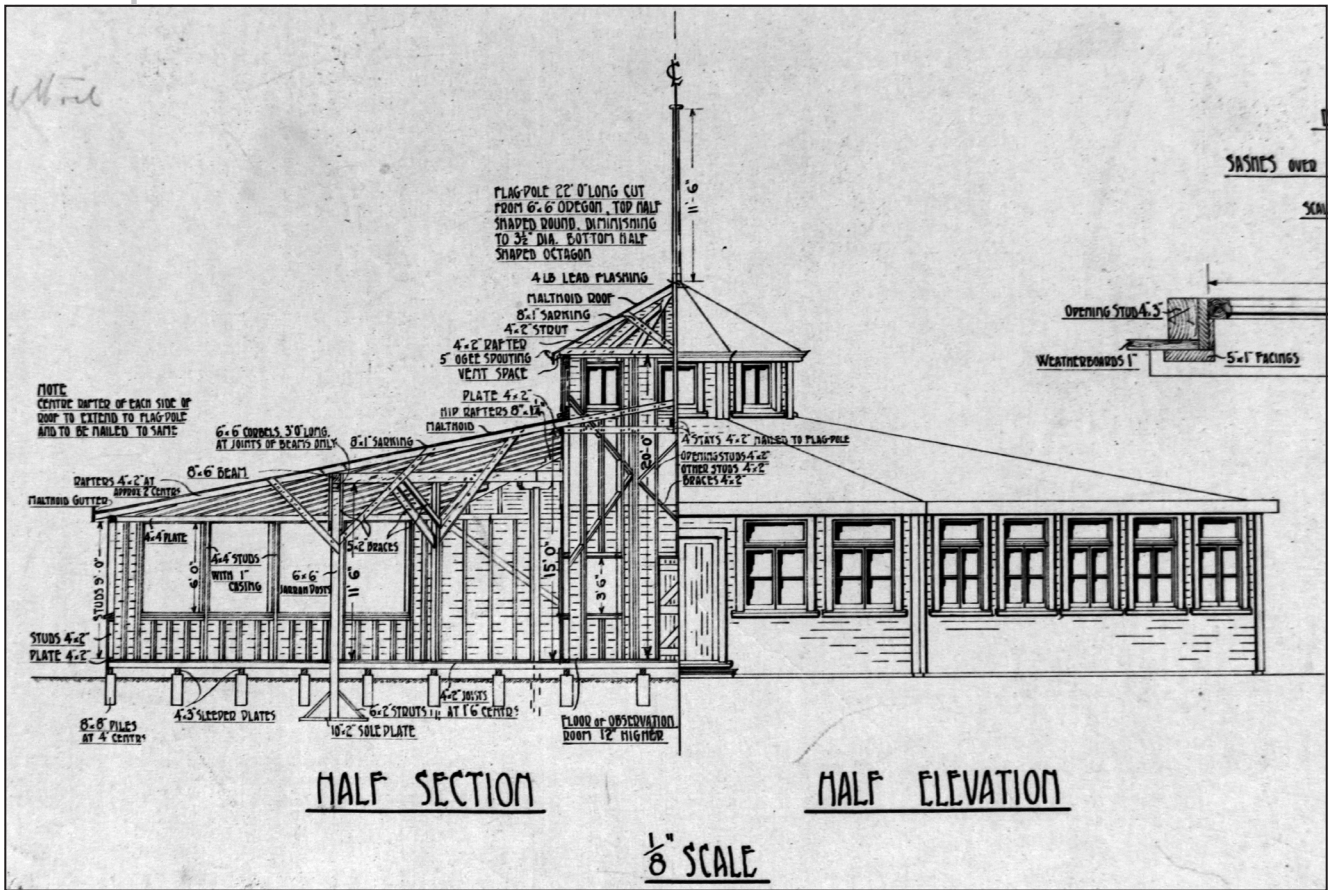 FLAG-POLE 22' 0" LONG CUT
FROM 6"x6" OREGON, TOP HALF
SHAPED ROUND, DIMINISHING
TO 3½" DIA. BOTTOM HALF
SHAPED OCTAGON
11'-6"
4 LB LEAD FLASHING
MALTHOID ROOF
8"x1" SARKING
4"x2" STRUT
4"x2" RAFTER
5" OGEE SPOUTING
VENT SPACE
PLATE 4"x2"
HIP RAFTERS 8"x1¼"
MALTHOID
NOTE
CENTRE RAFTER OF EACH SIDE OF
ROOF TO EXTEND TO FLAG-POLE
AND TO BE NAILED TO SAME
6"x6" CORBELS, 3'0" LONG,
AT JOINTS OF BEAMS ONLY
8"x1" SARKING
8"x6" BEAM
RAFTERS 4"x2" AT
APPROX 2' CENTRS
MALTHOID GUTTER
4"x4" PLATE
4"x4" STUDS
WITH 1"
CASING
6'-0"
5"x2" BRACES
6"x6"
JARRAH POSTS
11'6"
STUDS 9'-0"
STUDS 4"x2"
PLATE 4"x2"
15'0"
20'-0"
3'6"
4 STAYS 4"x2" NAILED TO FLAG-POLE
OPENING STUDS 4"x2"
OTHER STUDS 4"x2"
BRACES 4"x2"
8"x8" PILES
AT 4' CENTRS
4"x3" SLEEPER PLATES
10"x2" SOLE PLATE
6"x2" STRUTS
4"x2" JOISTS
AT 1'6" CENTRS
FLOOR OF OBSERVATION
ROOM 12" HIGHER
SASHES OVER
OPENING STUD 4"x3"
WEATHERBOARDS 1"
5"x1" FACINGS
HALF SECTION
HALF ELEVATION
1/8" SCALE